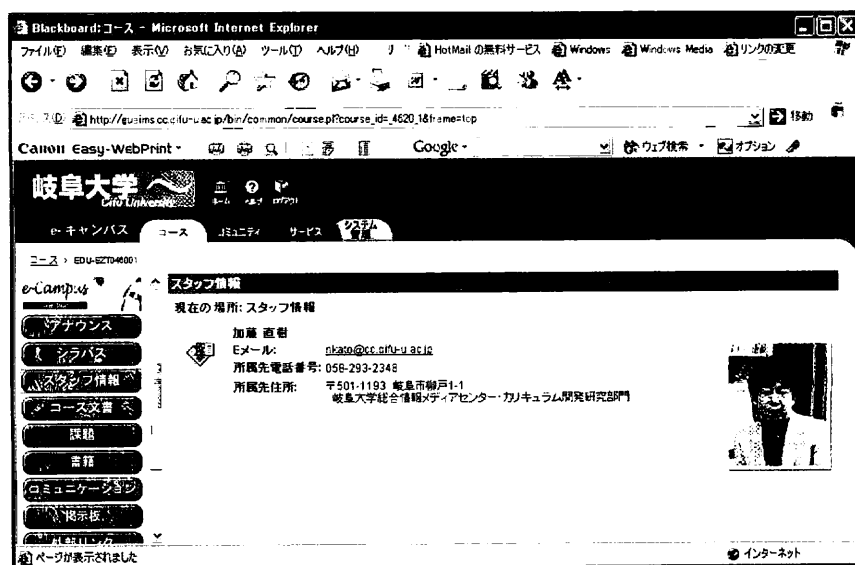 Blackboard: コース - Microsoft Internet Explorer
ファイル(F) 編集(E) 表示(V) お気に入り(A) ツール(T) ヘルプ(H) HotMail の無料サービス Windows Windows Media リンクの変更
http://gueims.cc.gifu-u.ac.jp/bin/common/course.pl?course_id=_4620_1&frame=top 移動
Canon Easy-WebPrint Google ウェブ検索 オプション
岐阜大学
Gifu University
ホーム ヘルプ ログアウト
e-キャンパス コース コミュニティ サービス システム管理
コース > EDU-EZT046001
e-Campus
スタッフ情報
現在の場所: スタッフ情報
アナウンス
加藤 直樹
シラバス
Eメール: nkato@cc.gifu-u.ac.jp
スタッフ情報
所属先電話番号: 058-293-2348
コース文書
所属先住所: 〒501-1193 岐阜市柳戸1-1
岐阜大学総合情報メディアセンター・カリキュラム開発研究部門
課題
書籍
コミュニケーション
掲示板
外部リンク
ページが表示されました インターネット